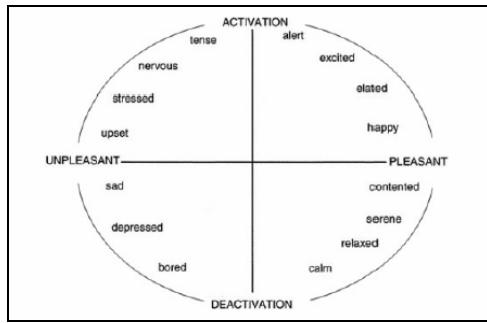 ACTIVATION
tense
alert
nervous
excited
stressed
elated
upset
happy
UNPLEASANT
PLEASANT
sad
contented
serene
depressed
relaxed
bored
calm
DEACTIVATION